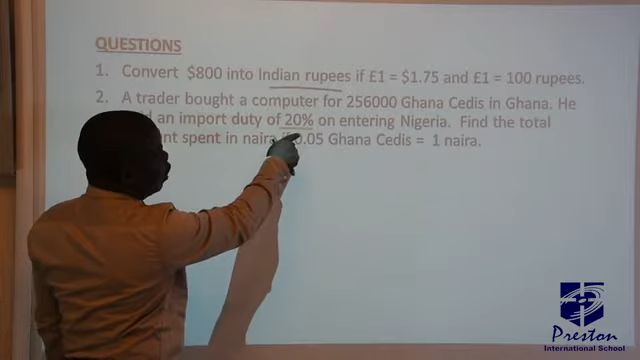 QUESTIONS
1. Convert $800 into Indian rupees if £1 = $1.75 and £1 = 100 rupees.
2. A trader bought a computer for 256000 Ghana Cedis in Ghana. He
an import duty of 20% on entering Nigeria. Find the total
spent in naira 0.05 Ghana Cedis = 1 naira.
Preston
International School